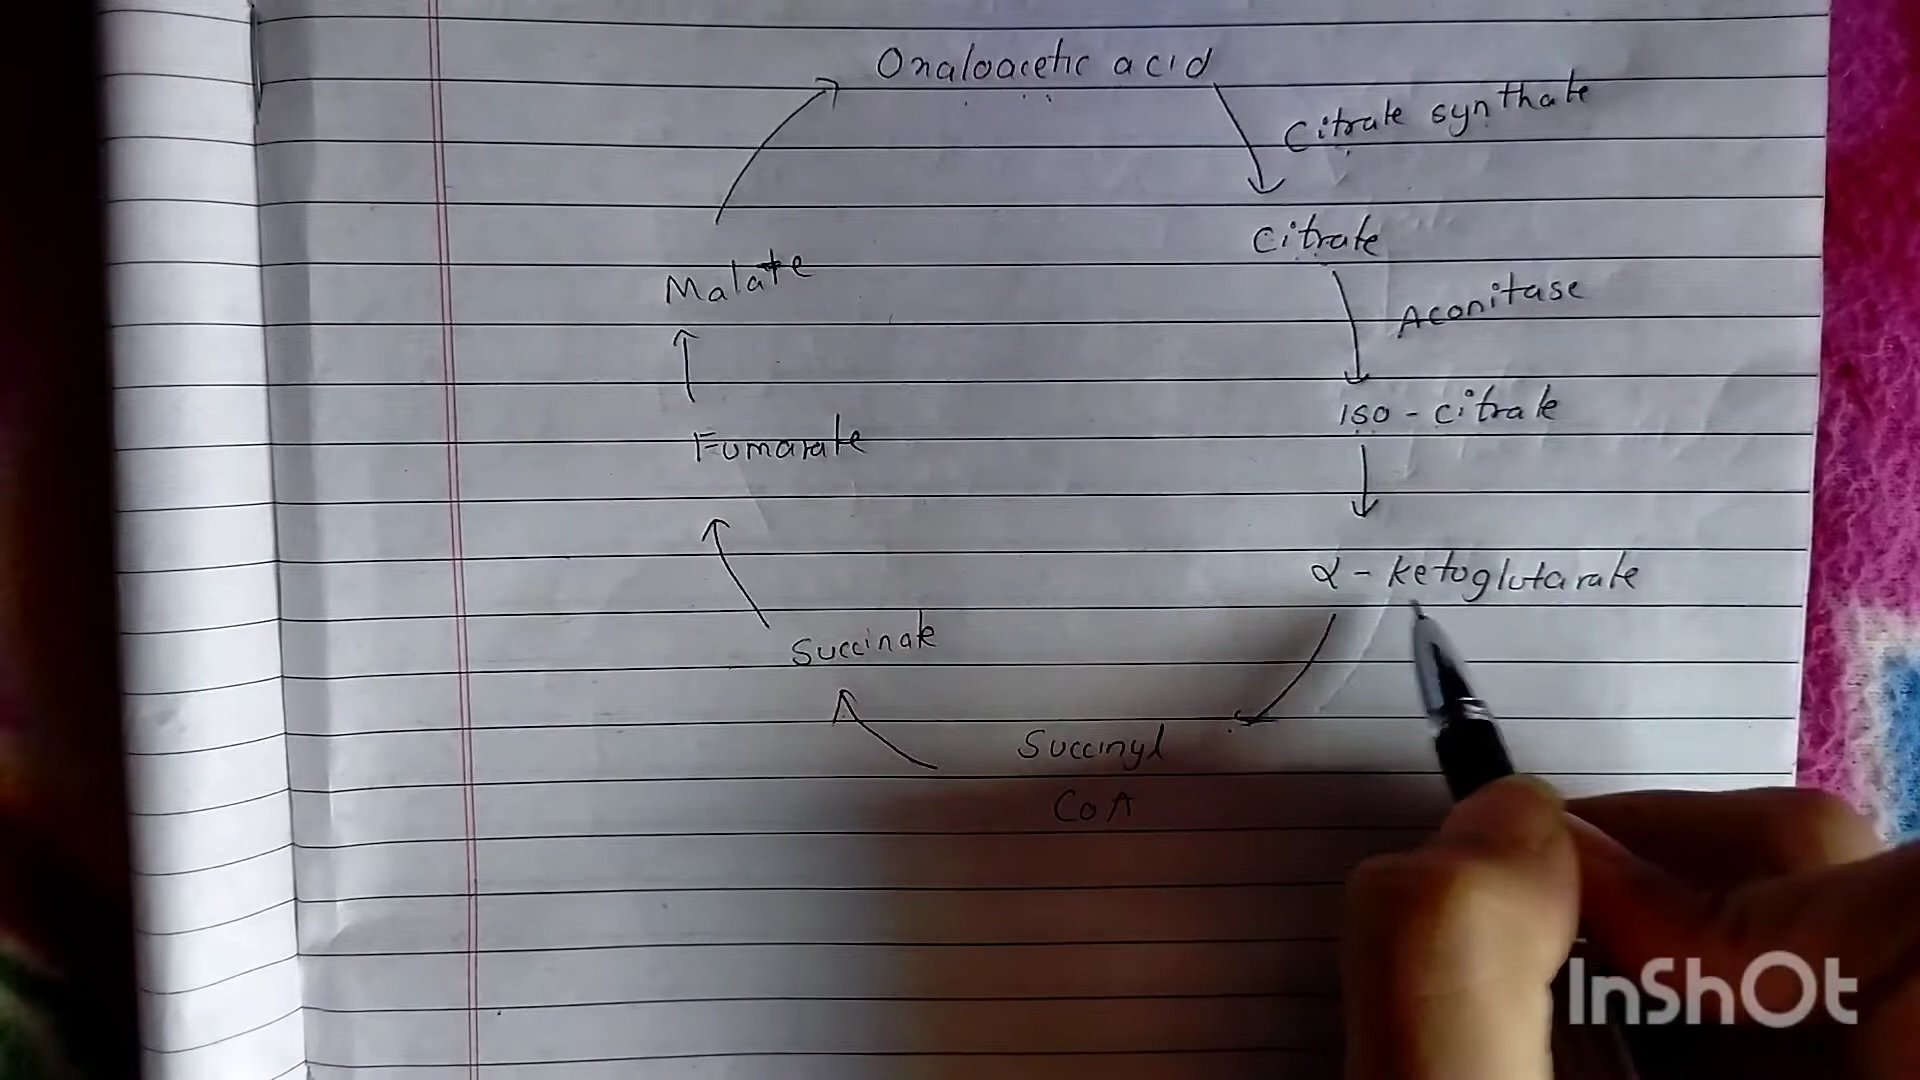 Oxaloacetic acid
Citrate synthate
Citrate
Aconitase
Iso-citrate
α-ketoglutarate
Succinyl
CoA
Succinate
Fumarate
Malate
InShOt